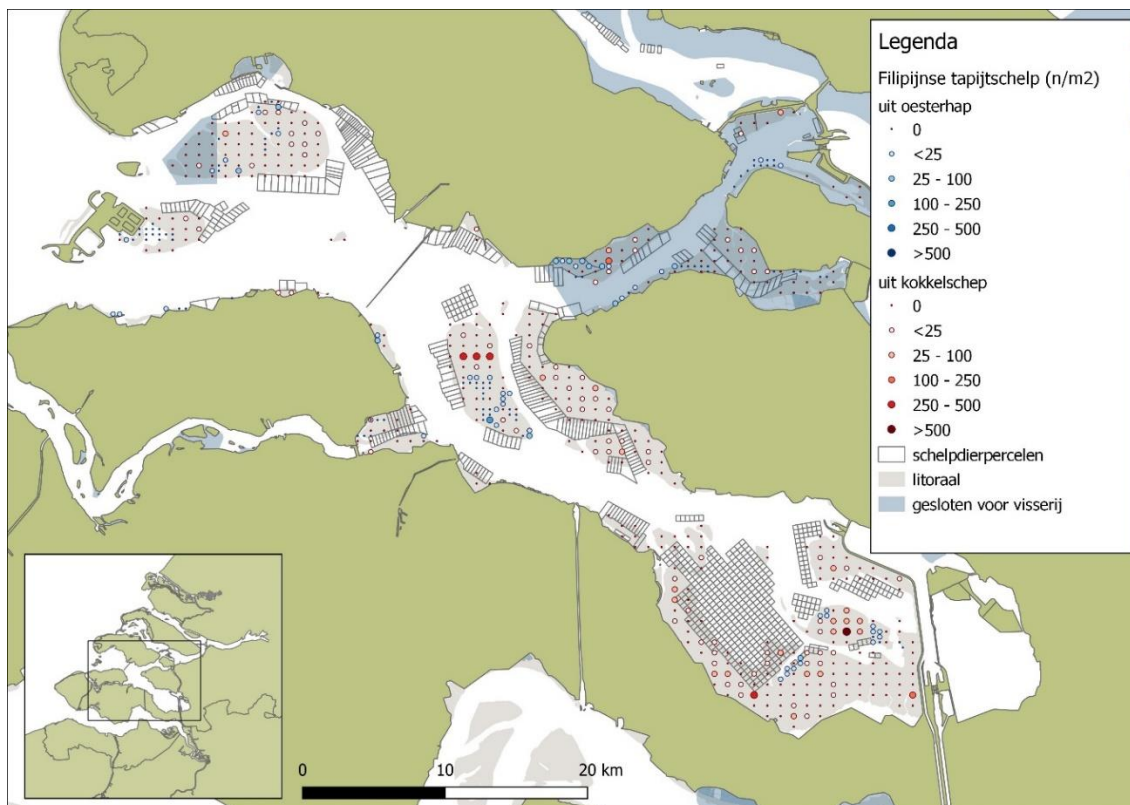 Legenda
Filipijnse tapijtschelp (n/m2)
uit oesterhap
0
<25
25 - 100
100 - 250
250 - 500
>500
uit kokkelschep
0
<25
25 - 100
100 - 250
250 - 500
>500
schelpdierpercelen
litoraal
gesloten voor visserij
0 10 20 km